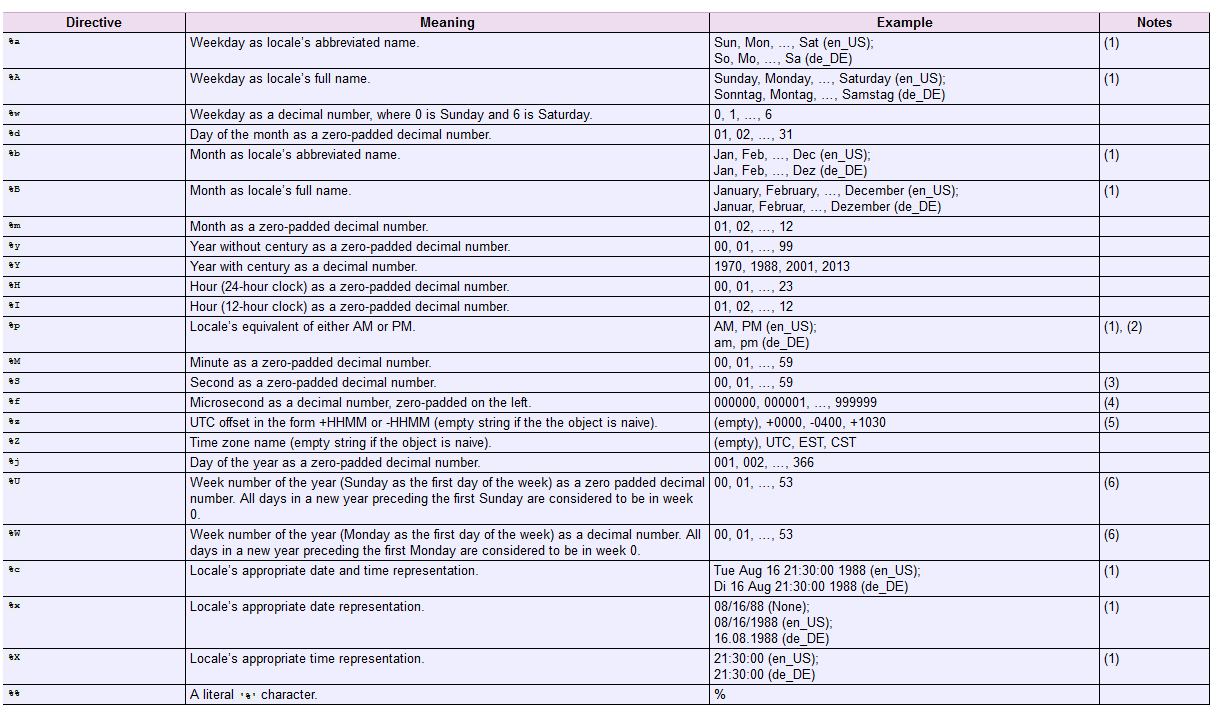 Directive Meaning Example Notes
%a Weekday as locale's abbreviated name. Sun, Mon, …, Sat (en_US); (1)
So, Mo, …, Sa (de_DE)
%A Weekday as locale's full name. Sunday, Monday, …, Saturday (en_US); (1)
Sonntag, Montag, …, Samstag (de_DE)
%w Weekday as a decimal number, where 0 is Sunday and 6 is Saturday. 0, 1, …, 6
%d Day of the month as a zero-padded decimal number. 01, 02, …, 31
%b Month as locale's abbreviated name. Jan, Feb, …, Dec (en_US); (1)
Jan, Feb, …, Dez (de_DE)
%B Month as locale's full name. January, February, …, December (en_US); (1)
Januar, Februar, …, Dezember (de_DE)
%m Month as a zero-padded decimal number. 01, 02, …, 12
%y Year without century as a zero-padded decimal number. 00, 01, …, 99
%Y Year with century as a decimal number. 1970, 1988, 2001, 2013
%H Hour (24-hour clock) as a zero-padded decimal number. 00, 01, …, 23
%I Hour (12-hour clock) as a zero-padded decimal number. 01, 02, …, 12
%p Locale's equivalent of either AM or PM. AM, PM (en_US); (1), (2)
am, pm (de_DE)
%M Minute as a zero-padded decimal number. 00, 01, …, 59
%S Second as a zero-padded decimal number. 00, 01, …, 59 (3)
%f Microsecond as a decimal number, zero-padded on the left. 000000, 000001, …, 999999 (4)
%z UTC offset in the form +HHMM or -HHMM (empty string if the the object is naive). (empty), +0000, -0400, +1030 (5)
%Z Time zone name (empty string if the object is naive). (empty), UTC, EST, CST
%j Day of the year as a zero-padded decimal number. 001, 002, …, 366
%U Week number of the year (Sunday as the first day of the week) as a zero padded decimal 00, 01, …, 53 (6)
number. All days in a new year preceding the first Sunday are considered to be in week
0.
%W Week number of the year (Monday as the first day of the week) as a decimal number. All 00, 01, …, 53 (6)
days in a new year preceding the first Monday are considered to be in week 0.
%c Locale's appropriate date and time representation. Tue Aug 16 21:30:00 1988 (en_US); (1)
Di 16 Aug 21:30:00 1988 (de_DE)
%x Locale's appropriate date representation. 08/16/88 (None); (1)
08/16/1988 (en_US);
16.08.1988 (de_DE)
%X Locale's appropriate time representation. 21:30:00 (en_US); (1)
21:30:00 (de_DE)
%% A literal '%' character. %